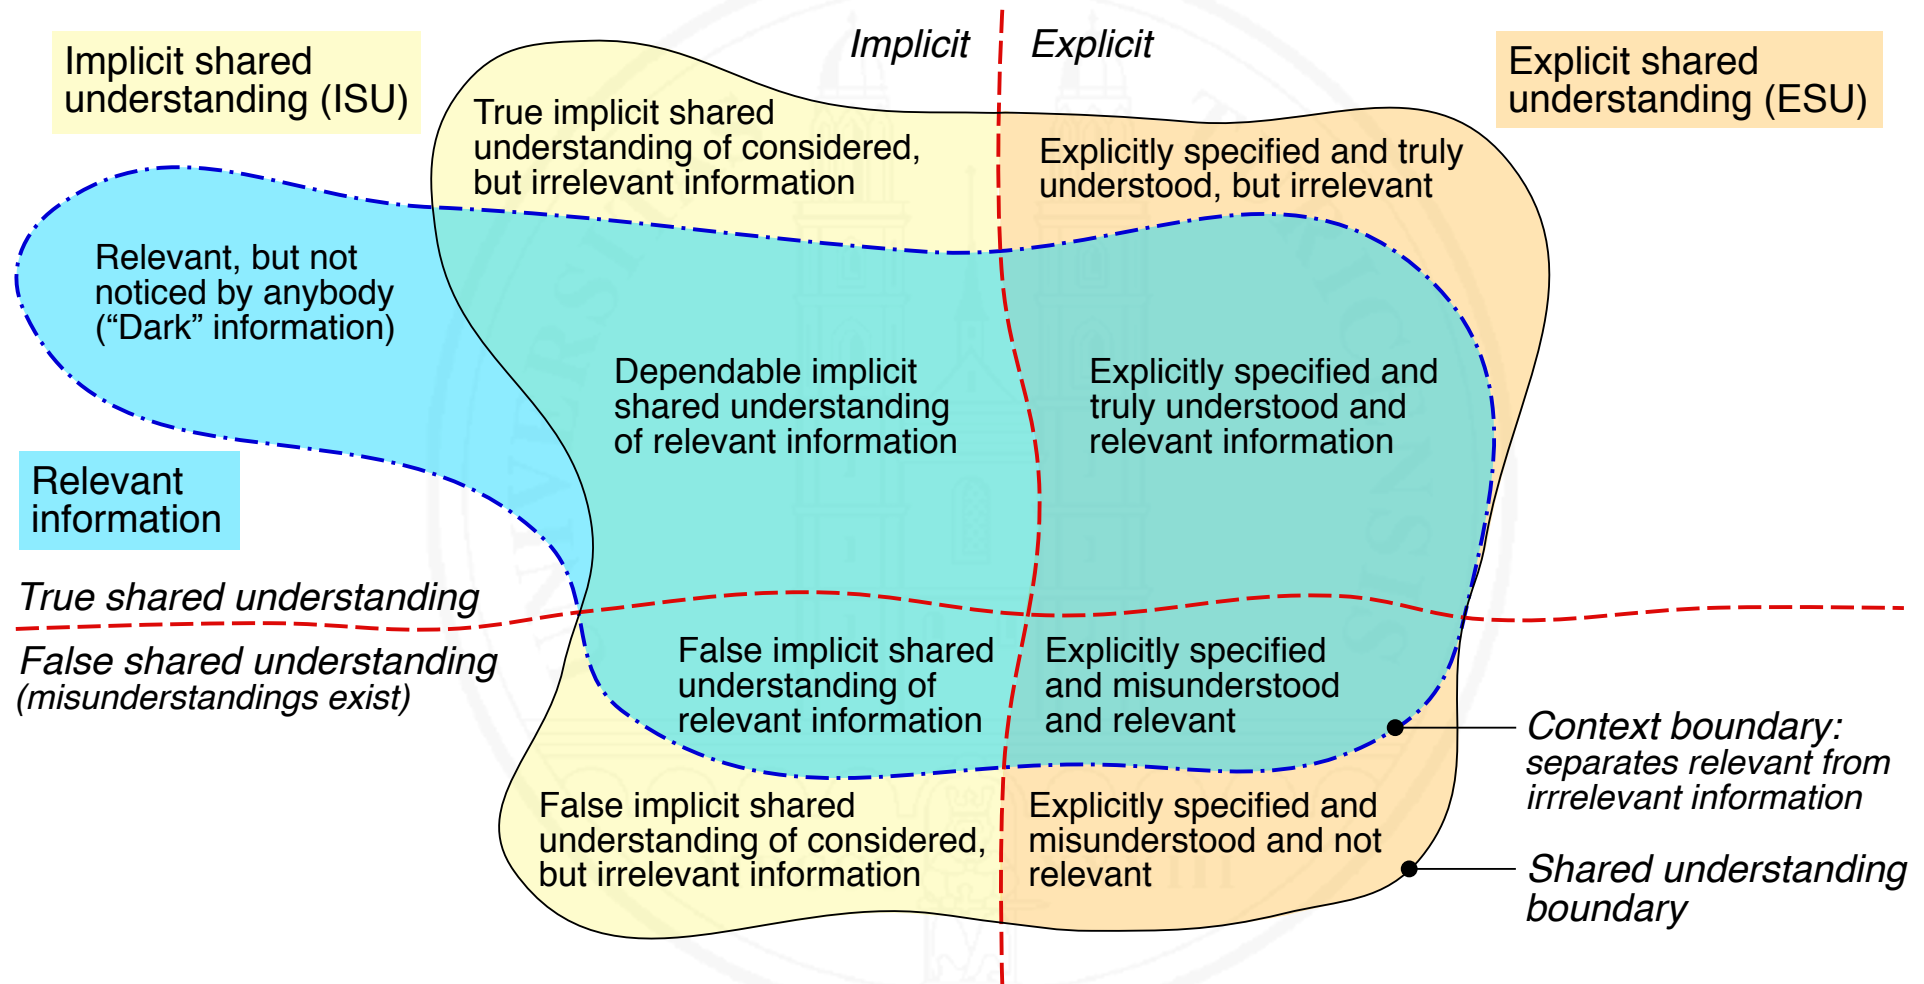 Implicit shared
understanding (ISU)
Implicit
Explicit
Explicit shared
understanding (ESU)
True implicit shared
understanding of considered,
but irrelevant information
Explicitly specified and truly
understood, but irrelevant
Relevant, but not
noticed by anybody
(“Dark” information)
Dependable implicit
shared understanding
of relevant information
Explicitly specified and
truly understood and
relevant information
Relevant
information
True shared understanding
False shared understanding
(misunderstandings exist)
False implicit shared
understanding of
relevant information
Explicitly specified
and misunderstood
and relevant
Context boundary:
separates relevant from
irrrelevant information
False implicit shared
understanding of considered,
but irrelevant information
Explicitly specified and
misunderstood and not
relevant
Shared understanding
boundary